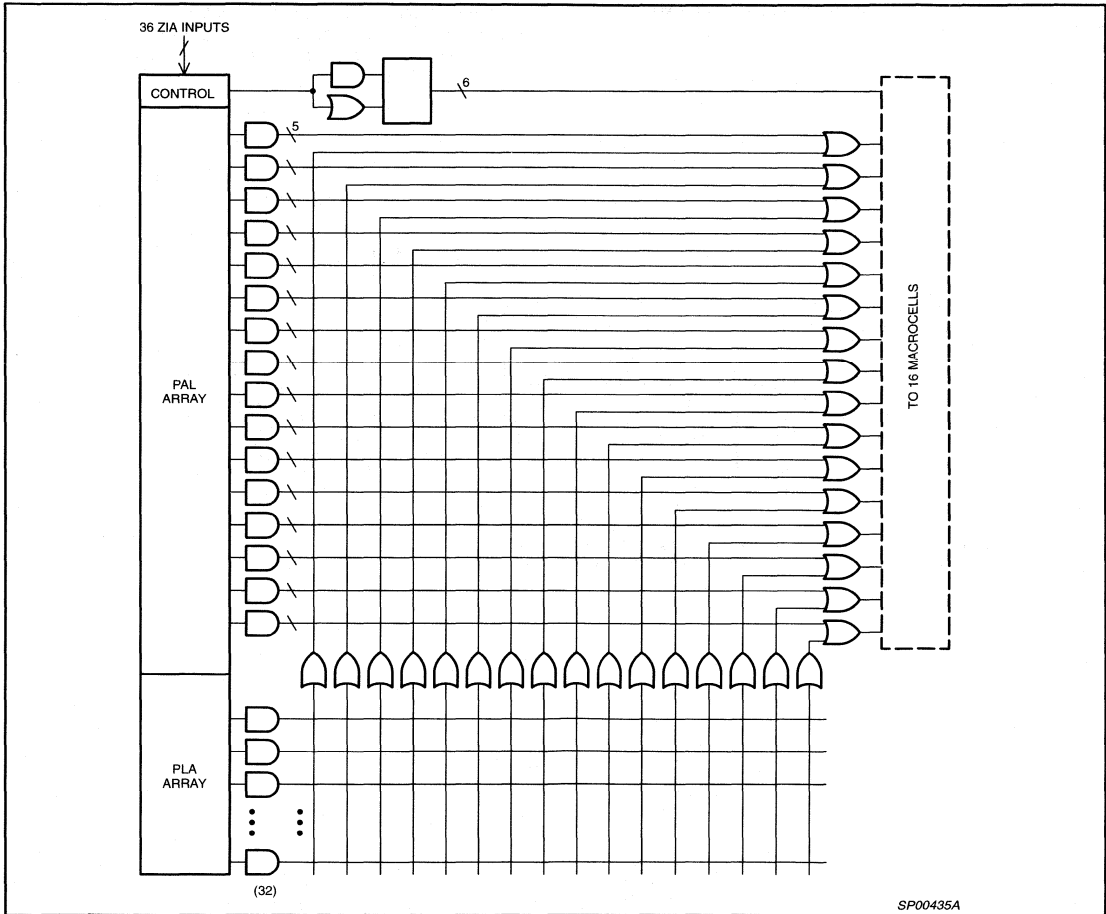 36 ZIA INPUTS
CONTROL
6
5
PAL
ARRAY
TO 16 MACROCELLS
PLA
ARRAY
(32)
SP00435A